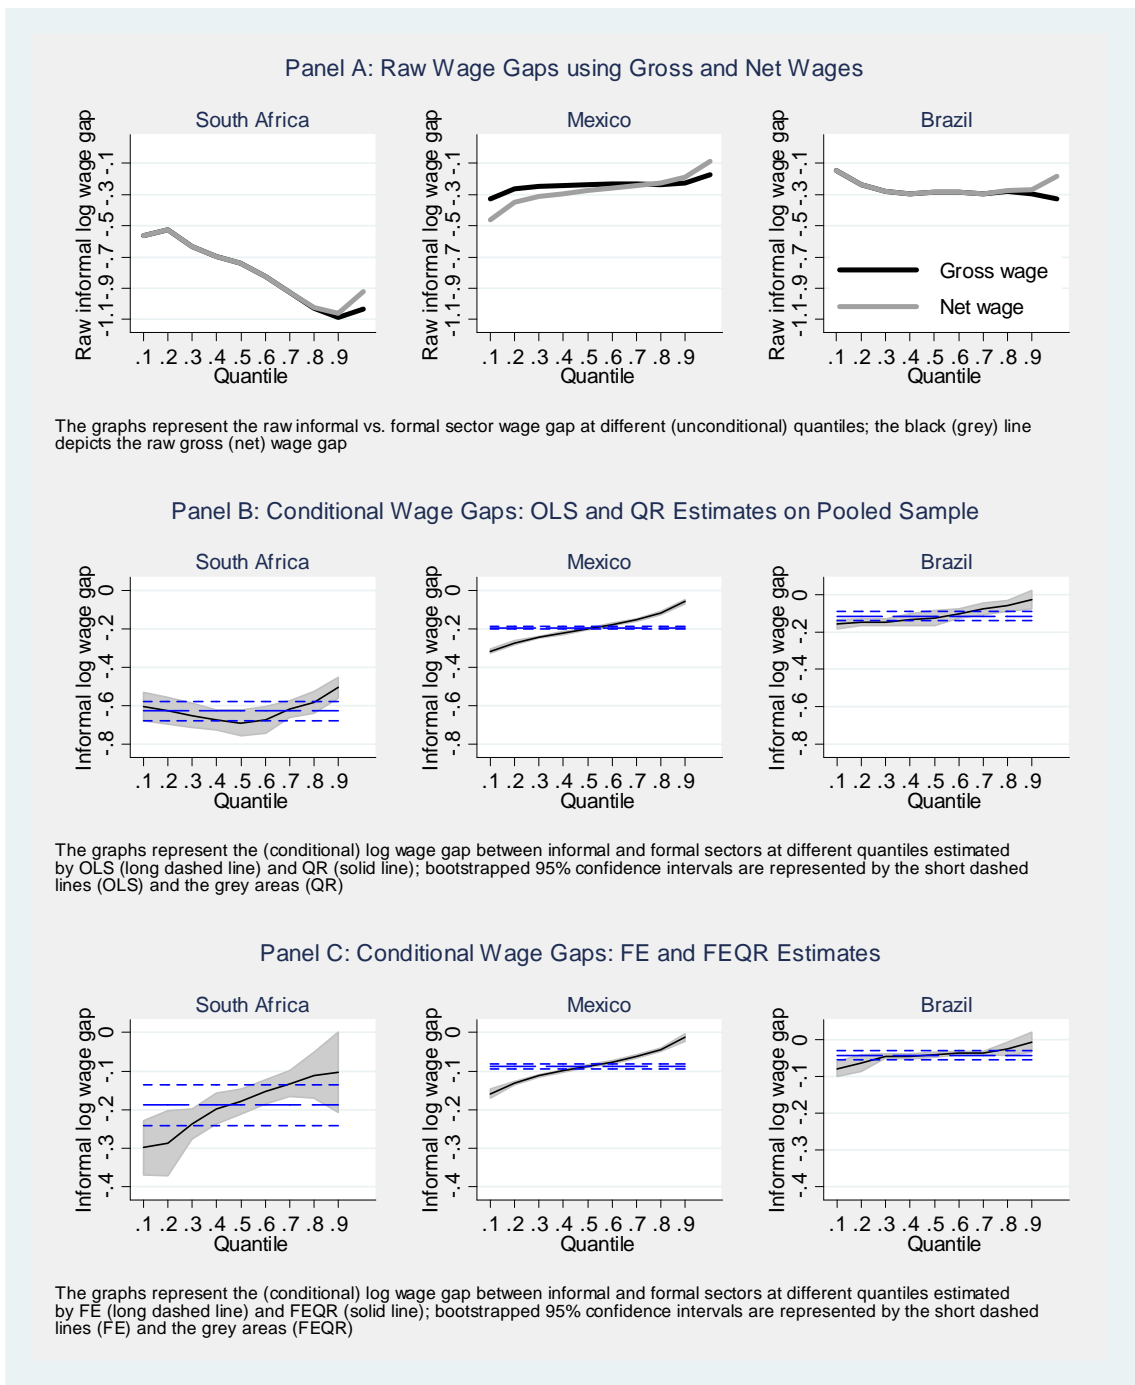 Panel A: Raw Wage Gaps using Gross and Net Wages
South Africa
Mexico
Brazil
Raw informal log wage gap
-1.1 -.9 -.7 -.5 -.3 -.1
.1 .2 .3 .4 .5 .6 .7 .8 .9
Quantile
Raw informal log wage gap
-1.1 -.9 -.7 -.5 -.3 -.1
.1 .2 .3 .4 .5 .6 .7 .8 .9
Quantile
Raw informal log wage gap
-1.1 -.9 -.7 -.5 -.3 -.1
Gross wage
Net wage
.1 .2 .3 .4 .5 .6 .7 .8 .9
Quantile
The graphs represent the raw informal vs. formal sector wage gap at different (unconditional) quantiles; the black (grey) line
depicts the raw gross (net) wage gap
Panel B: Conditional Wage Gaps: OLS and QR Estimates on Pooled Sample
South Africa
Mexico
Brazil
Informal log wage gap
-.8 -.6 -.4 -.2 0
.1 .2 .3 .4 .5 .6 .7 .8 .9
Quantile
Informal log wage gap
-.8 -.6 -.4 -.2 0
.1 .2 .3 .4 .5 .6 .7 .8 .9
Quantile
Informal log wage gap
-.8 -.6 -.4 -.2 0
.1 .2 .3 .4 .5 .6 .7 .8 .9
Quantile
The graphs represent the (conditional) log wage gap between informal and formal sectors at different quantiles estimated
by OLS (long dashed line) and QR (solid line); bootstrapped 95% confidence intervals are represented by the short dashed
lines (OLS) and the grey areas (QR)
Panel C: Conditional Wage Gaps: FE and FEQR Estimates
South Africa
Mexico
Brazil
Informal log wage gap
-.4 -.3 -.2 -.1 0
.1 .2 .3 .4 .5 .6 .7 .8 .9
Quantile
Informal log wage gap
-.4 -.3 -.2 -.1 0
.1 .2 .3 .4 .5 .6 .7 .8 .9
Quantile
Informal log wage gap
-.4 -.3 -.2 -.1 0
.1 .2 .3 .4 .5 .6 .7 .8 .9
Quantile
The graphs represent the (conditional) log wage gap between informal and formal sectors at different quantiles estimated
by FE (long dashed line) and FEQR (solid line); bootstrapped 95% confidence intervals are represented by the short dashed
lines (FE) and the grey areas (FEQR)